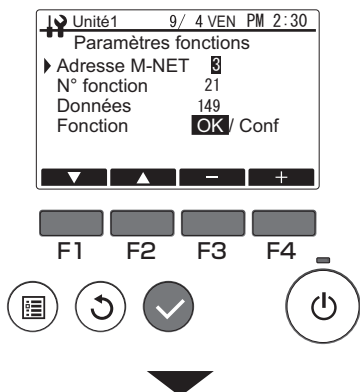 Unité1 9/ 4 VEN PM 2:30
Paramètres fonctions
Adresse M-NET 3
N° fonction 21
Données 149
Fonction OK / Conf
− +
F1 F2 F3 F4